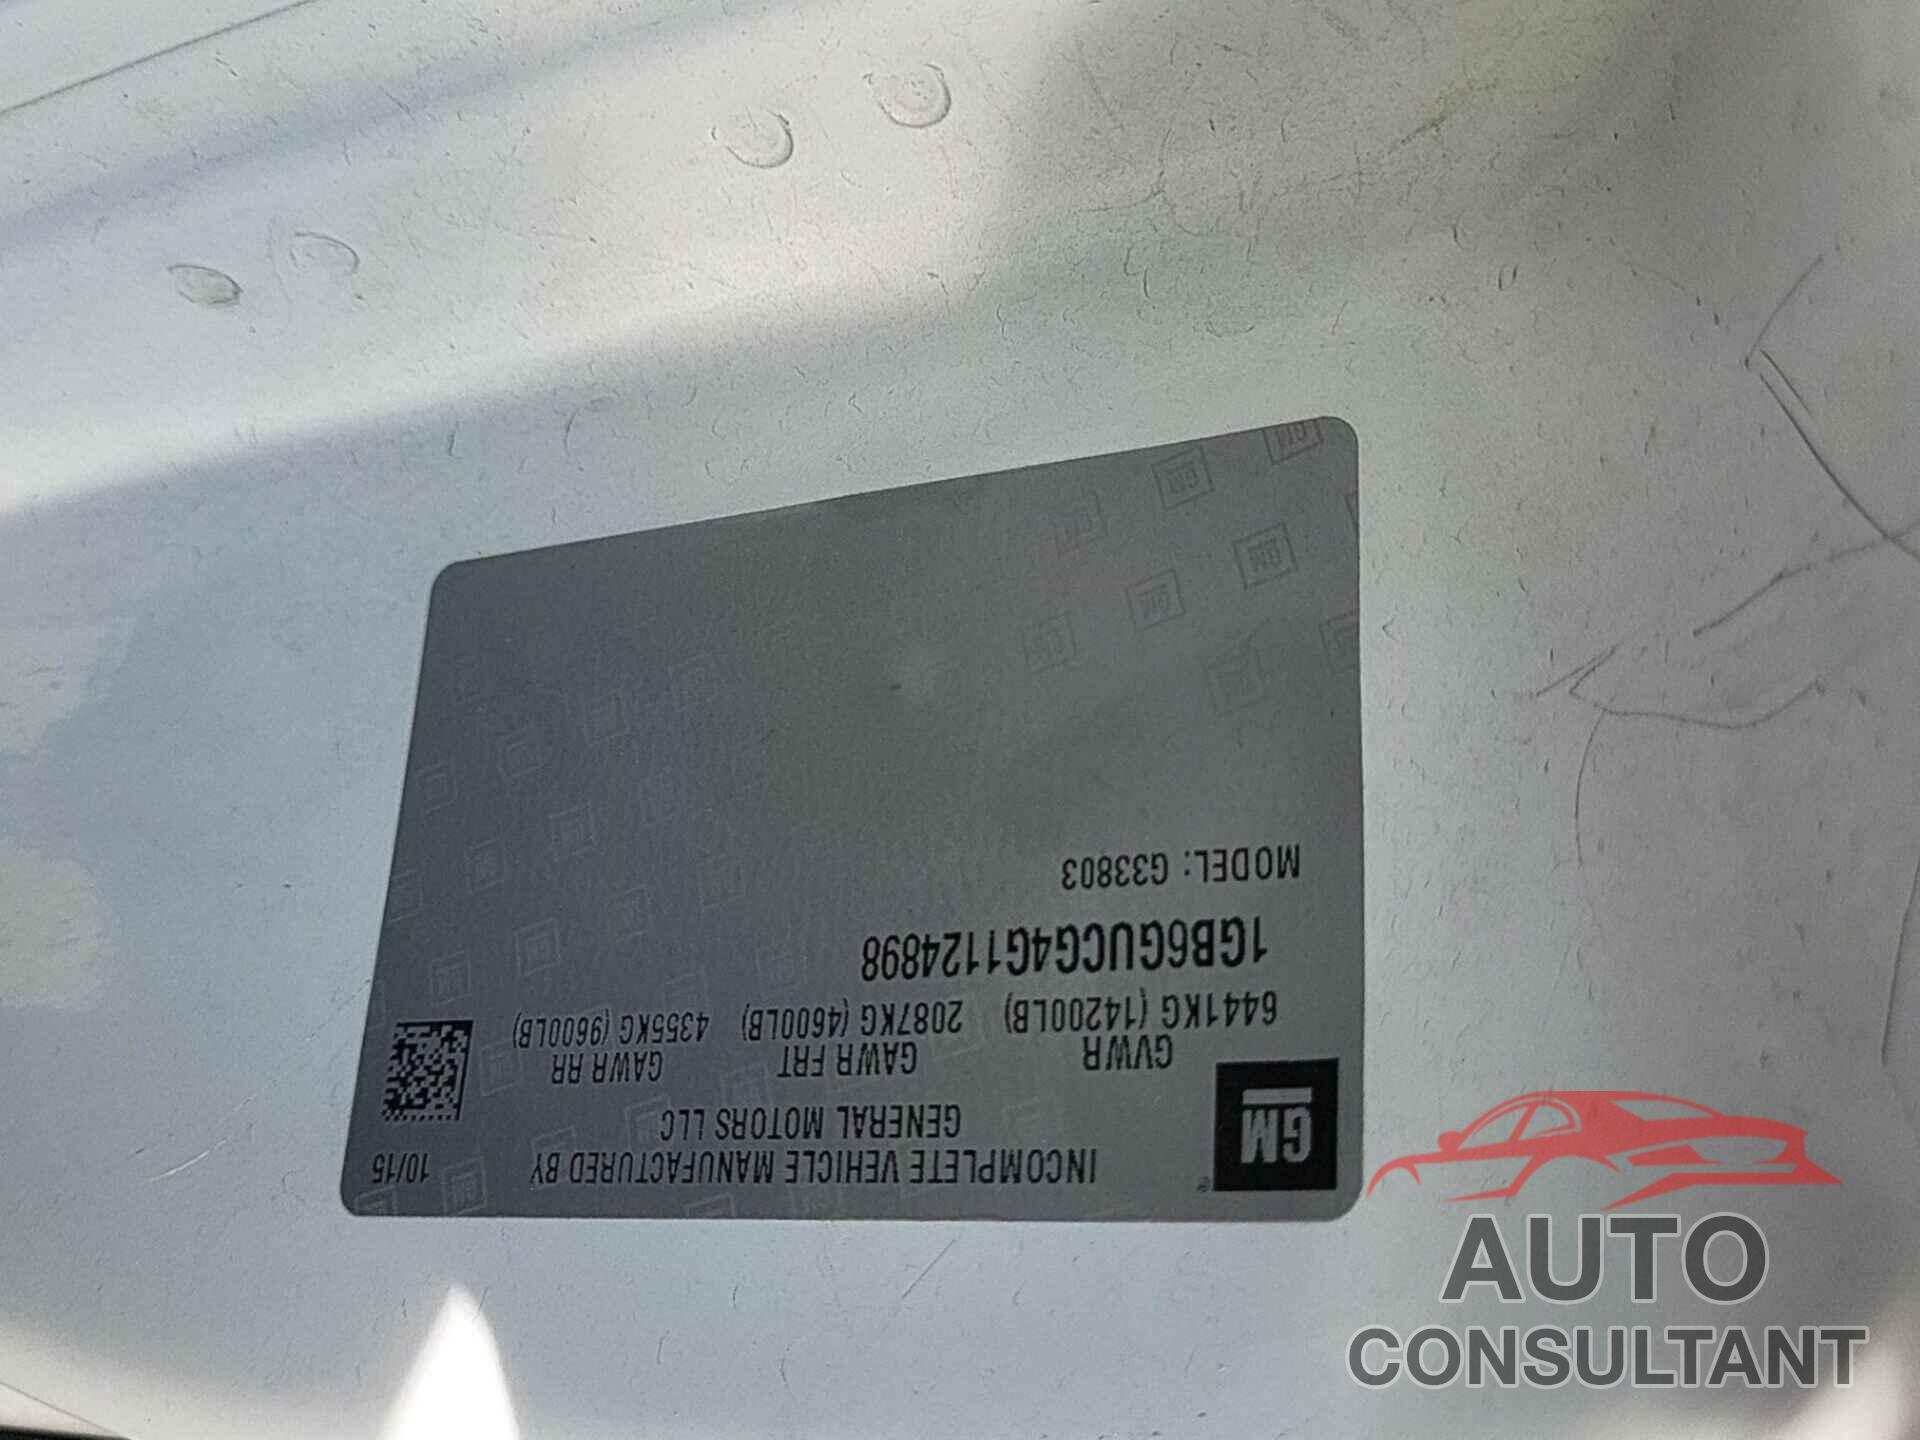 GM
®
INCOMPLETE VEHICLE MANUFACTURED BY
10/15
GENERAL MOTORS LLC
GVWR GAWR FRT GAWR RR
6441KG (14200LB) 2087KG (4600LB) 4355KG (9600LB)
1GB6GUCG4G1124898
MODEL: G33803
AUTO
CONSULTANT